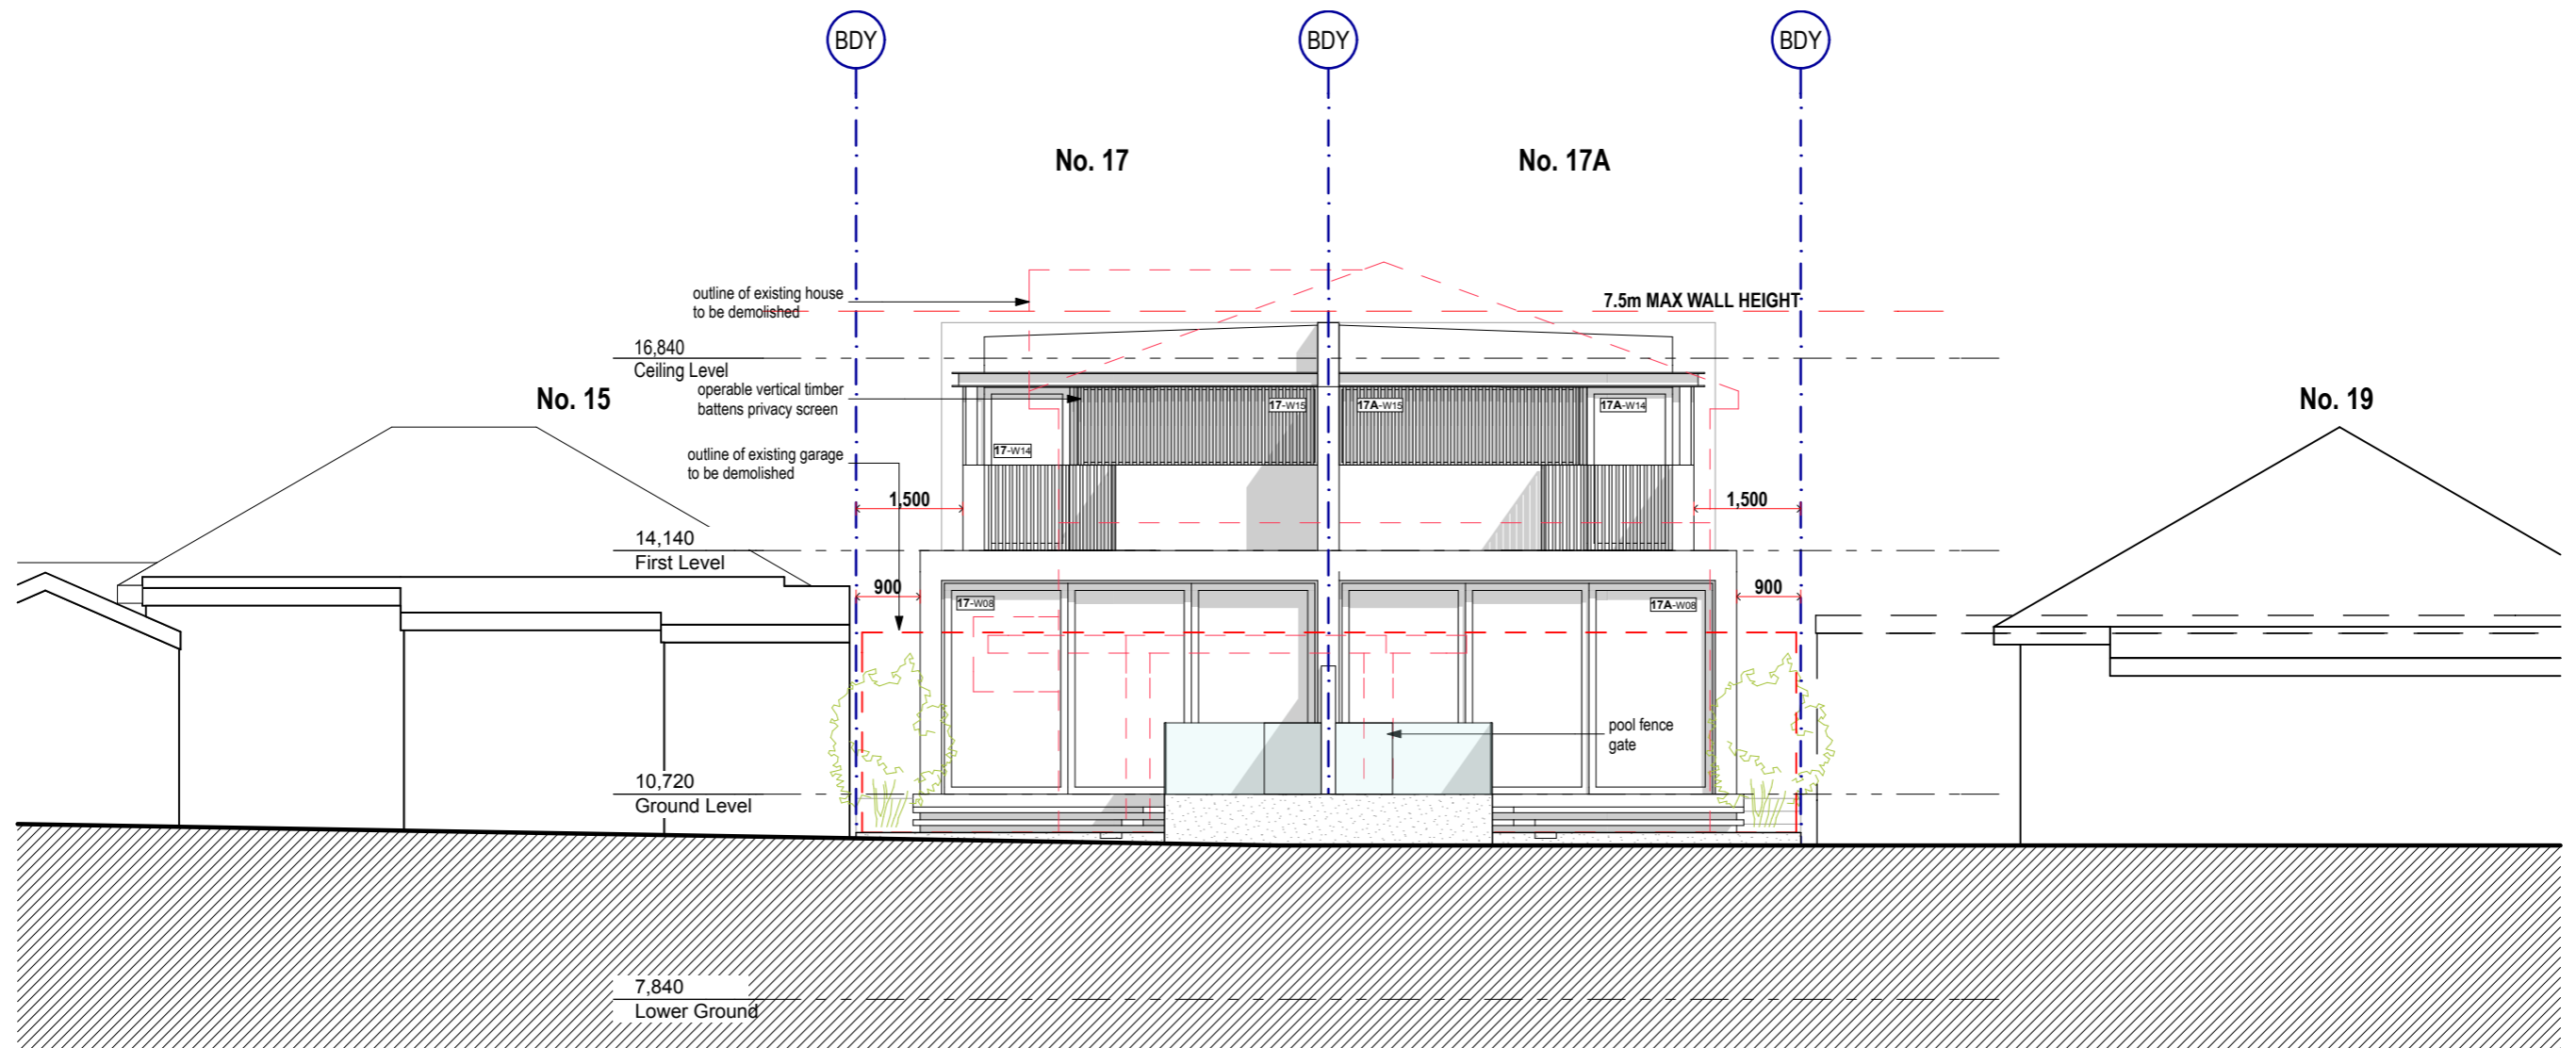 BDY
BDY
BDY
No. 17
No. 17A
outline of existing house
to be demolished
7.5m MAX WALL HEIGHT
16,840
Ceiling Level
No. 15
operable vertical timber
battens privacy screen
17-W15
17A-W15
17A-W14
No. 19
17-W14
outline of existing garage
to be demolished
1,500
1,500
14,140
First Level
900
900
17-W08
17A-W08
pool fence
gate
10,720
Ground Level
7,840
Lower Ground